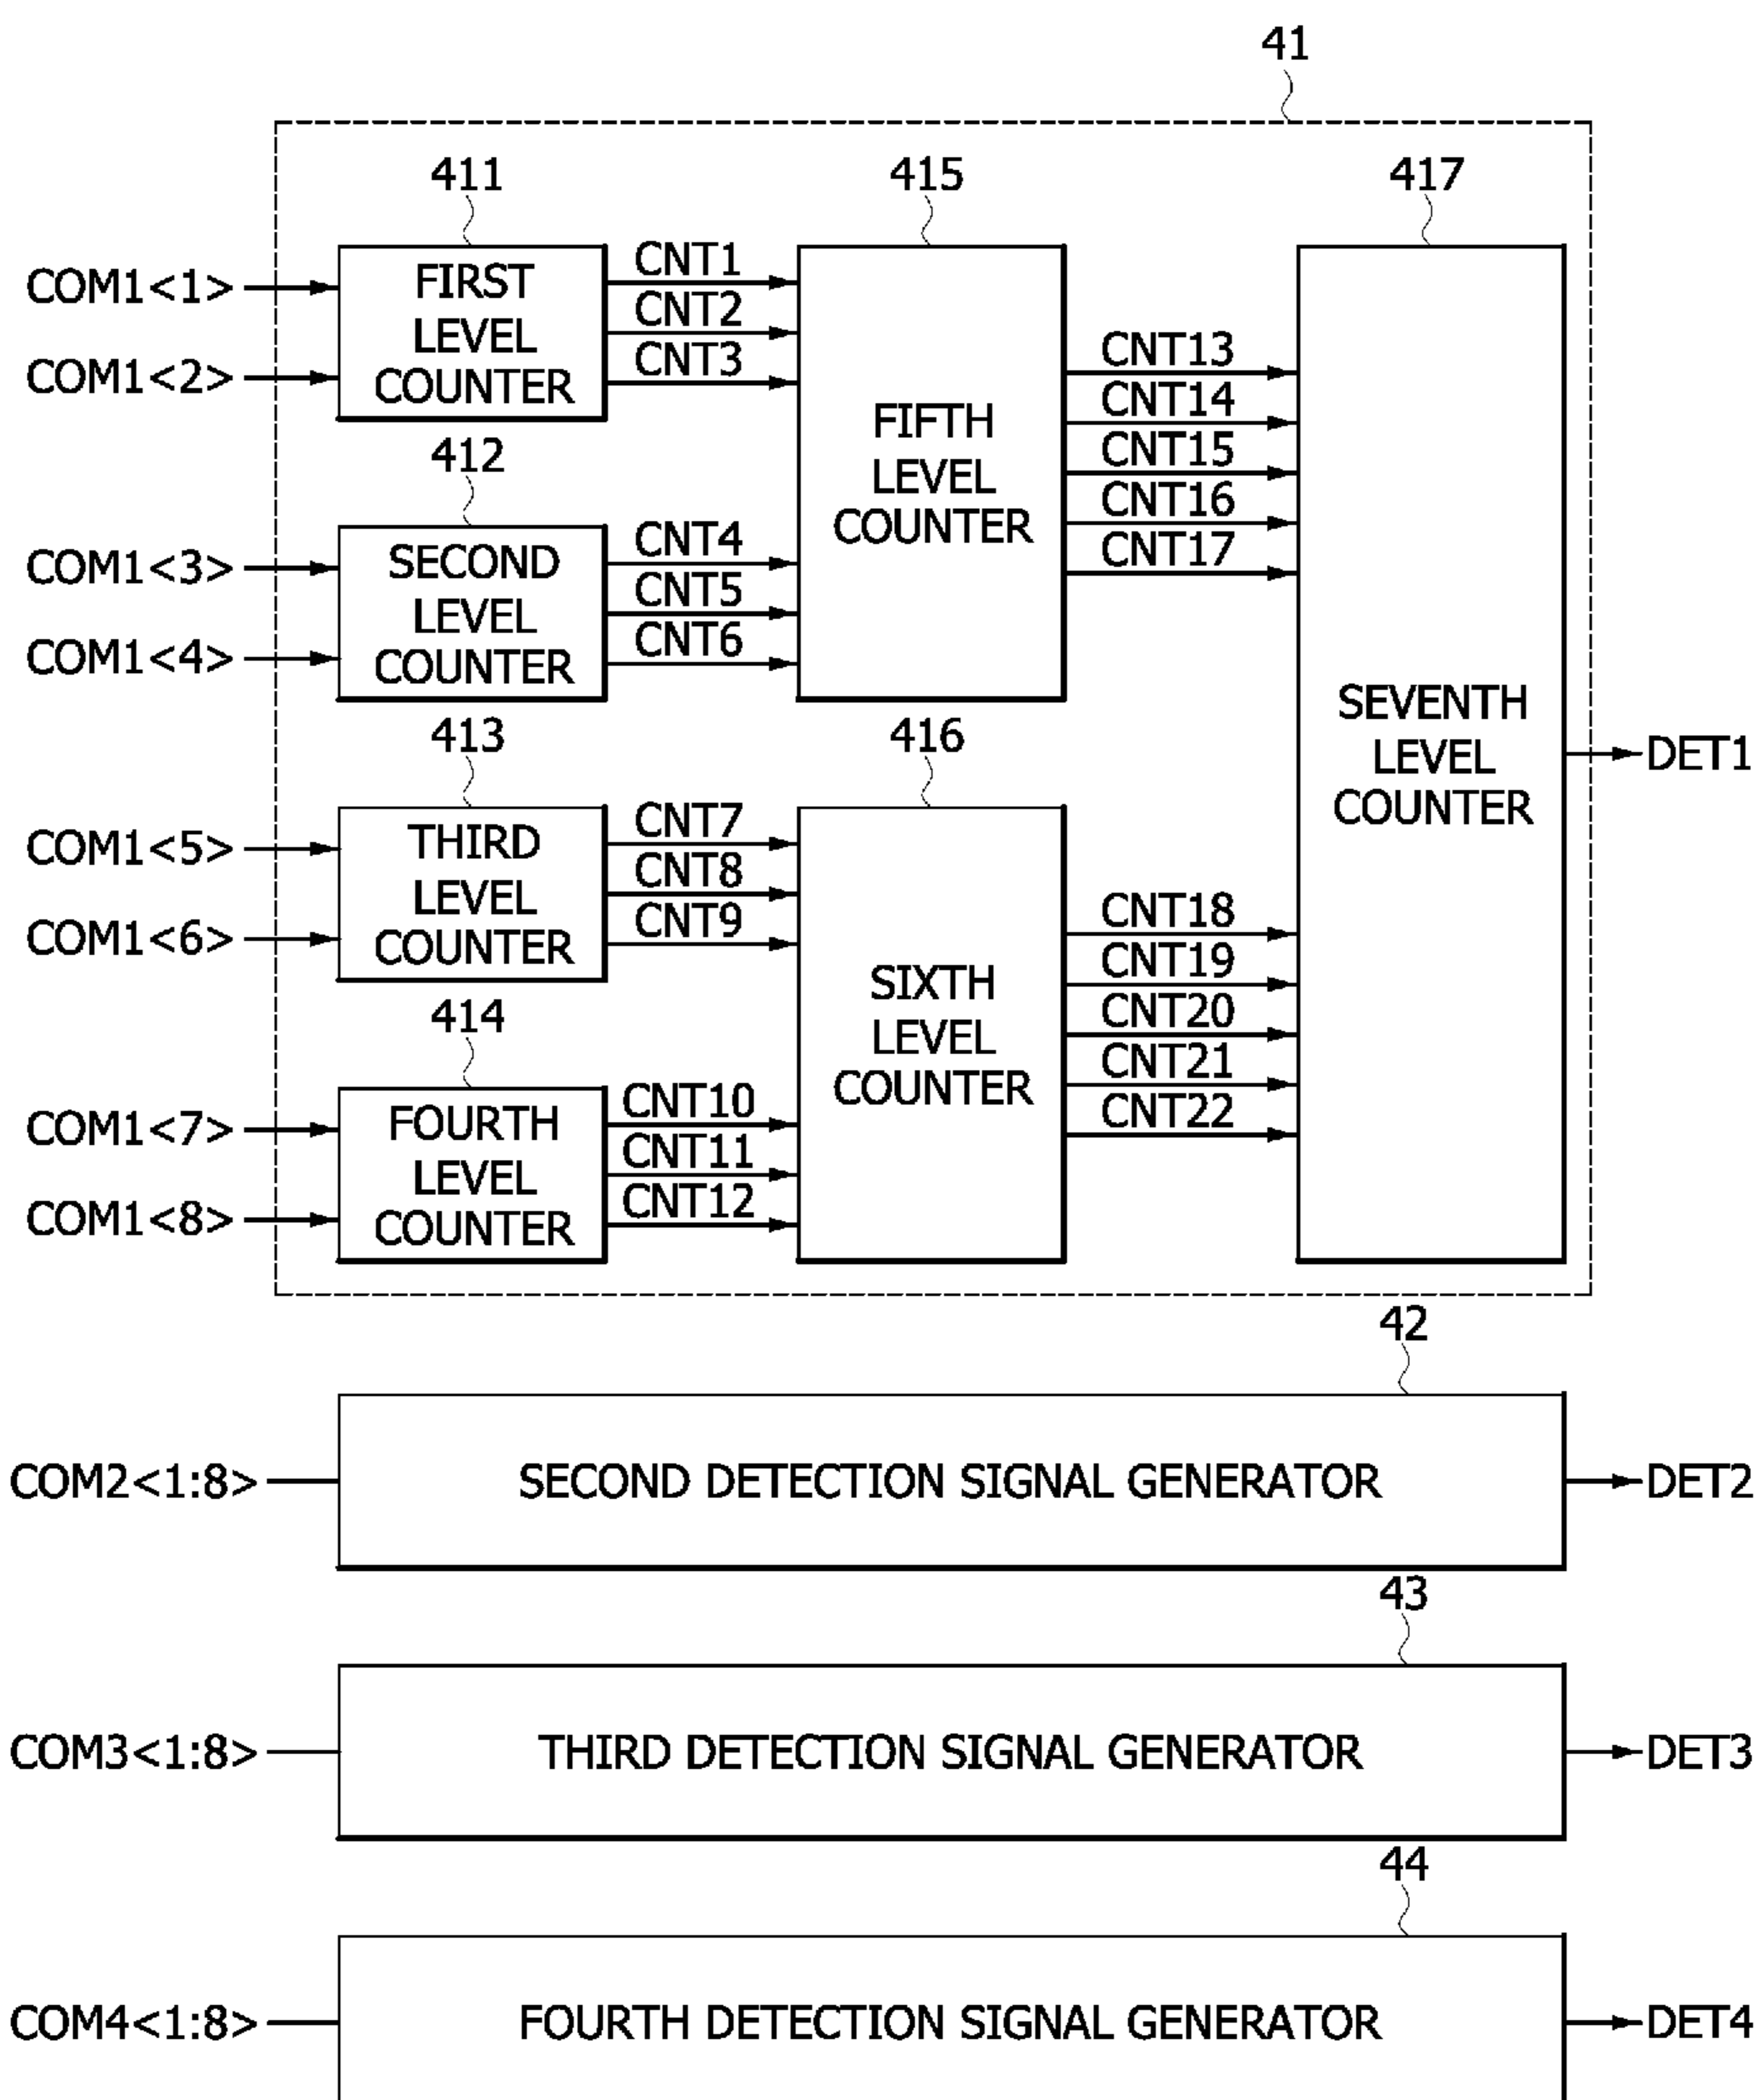 41
411
415
417
COM1<1>
COM1<2>
FIRST
LEVEL
COUNTER
CNT1
CNT2
CNT3
412
COM1<3>
COM1<4>
SECOND
LEVEL
COUNTER
CNT4
CNT5
CNT6
FIFTH
LEVEL
COUNTER
CNT13
CNT14
CNT15
CNT16
CNT17
413
416
COM1<5>
COM1<6>
THIRD
LEVEL
COUNTER
CNT7
CNT8
CNT9
414
COM1<7>
COM1<8>
FOURTH
LEVEL
COUNTER
CNT10
CNT11
CNT12
SIXTH
LEVEL
COUNTER
CNT18
CNT19
CNT20
CNT21
CNT22
SEVENTH
LEVEL
COUNTER
DET1
42
COM2<1:8>
SECOND DETECTION SIGNAL GENERATOR
DET2
43
COM3<1:8>
THIRD DETECTION SIGNAL GENERATOR
DET3
44
COM4<1:8>
FOURTH DETECTION SIGNAL GENERATOR
DET4